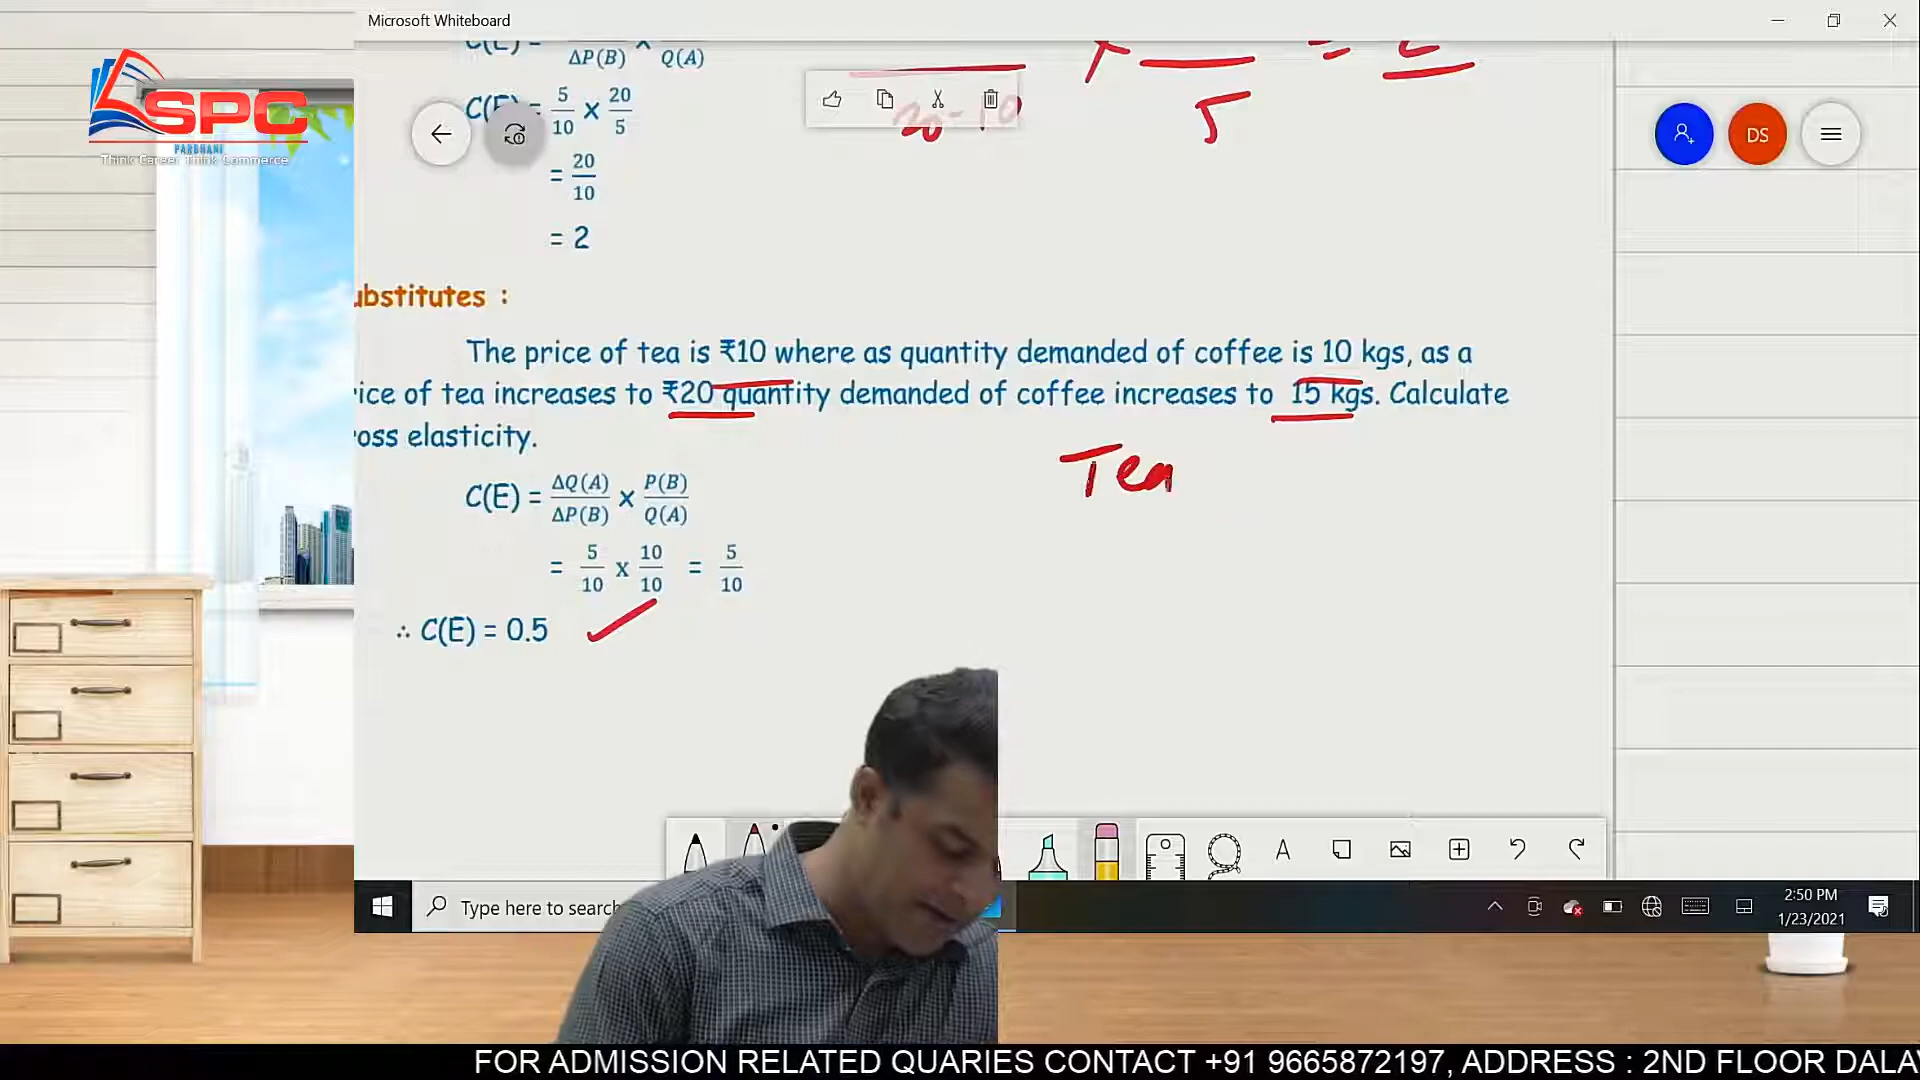 Microsoft Whiteboard
ΔP(B) × Q(A)
5
20-10
C(E) = 5/10 x 20/5
= 20/10
= 2
SPC
PARDHANI
Think Career Think Commerce
DS
ubstitutes :
The price of tea is ₹10 where as quantity demanded of coffee is 10 kgs, as a
rice of tea increases to ₹20 quantity demanded of coffee increases to 15 kgs. Calculate
oss elasticity.
Tea
C(E) = ΔQ(A)/ΔP(B) x P(B)/Q(A)
= 5/10 x 10/10 = 5/10
∴ C(E) = 0.5
Type here to search
2:50 PM
1/23/2021
FOR ADMISSION RELATED QUARIES CONTACT +91 9665872197, ADDRESS : 2ND FLOOR DALA